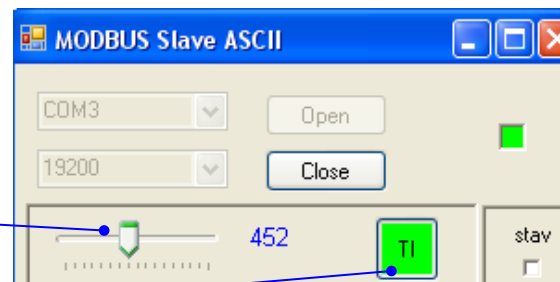 MODBUS Slave ASCII
COM3
Open
19200
Close
452
TI
stav